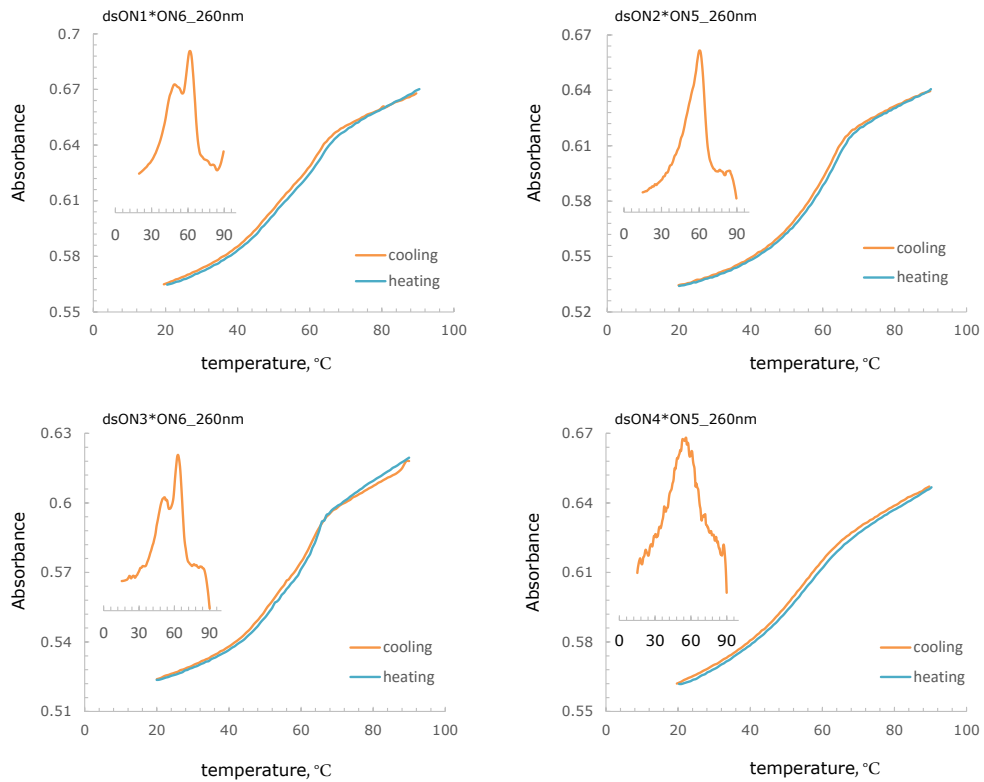 dsON1*ON6_260nm
0.7
0.67
0.64
0.61
0.58
0.55
Absorbance
0 30 60 90
cooling
heating
0 20 40 60 80 100
temperature, °C
dsON2*ON5_260nm
0.67
0.64
0.61
0.58
0.55
0.52
Absorbance
0 30 60 90
cooling
heating
0 20 40 60 80 100
temperature, °C
dsON3*ON6_260nm
0.63
0.6
0.57
0.54
0.51
Absorbance
0 30 60 90
cooling
heating
0 20 40 60 80 100
temperature, °C
dsON4*ON5_260nm
0.67
0.64
0.61
0.58
0.55
Absorbance
0 30 60 90
cooling
heating
0 20 40 60 80 100
temperature, °C